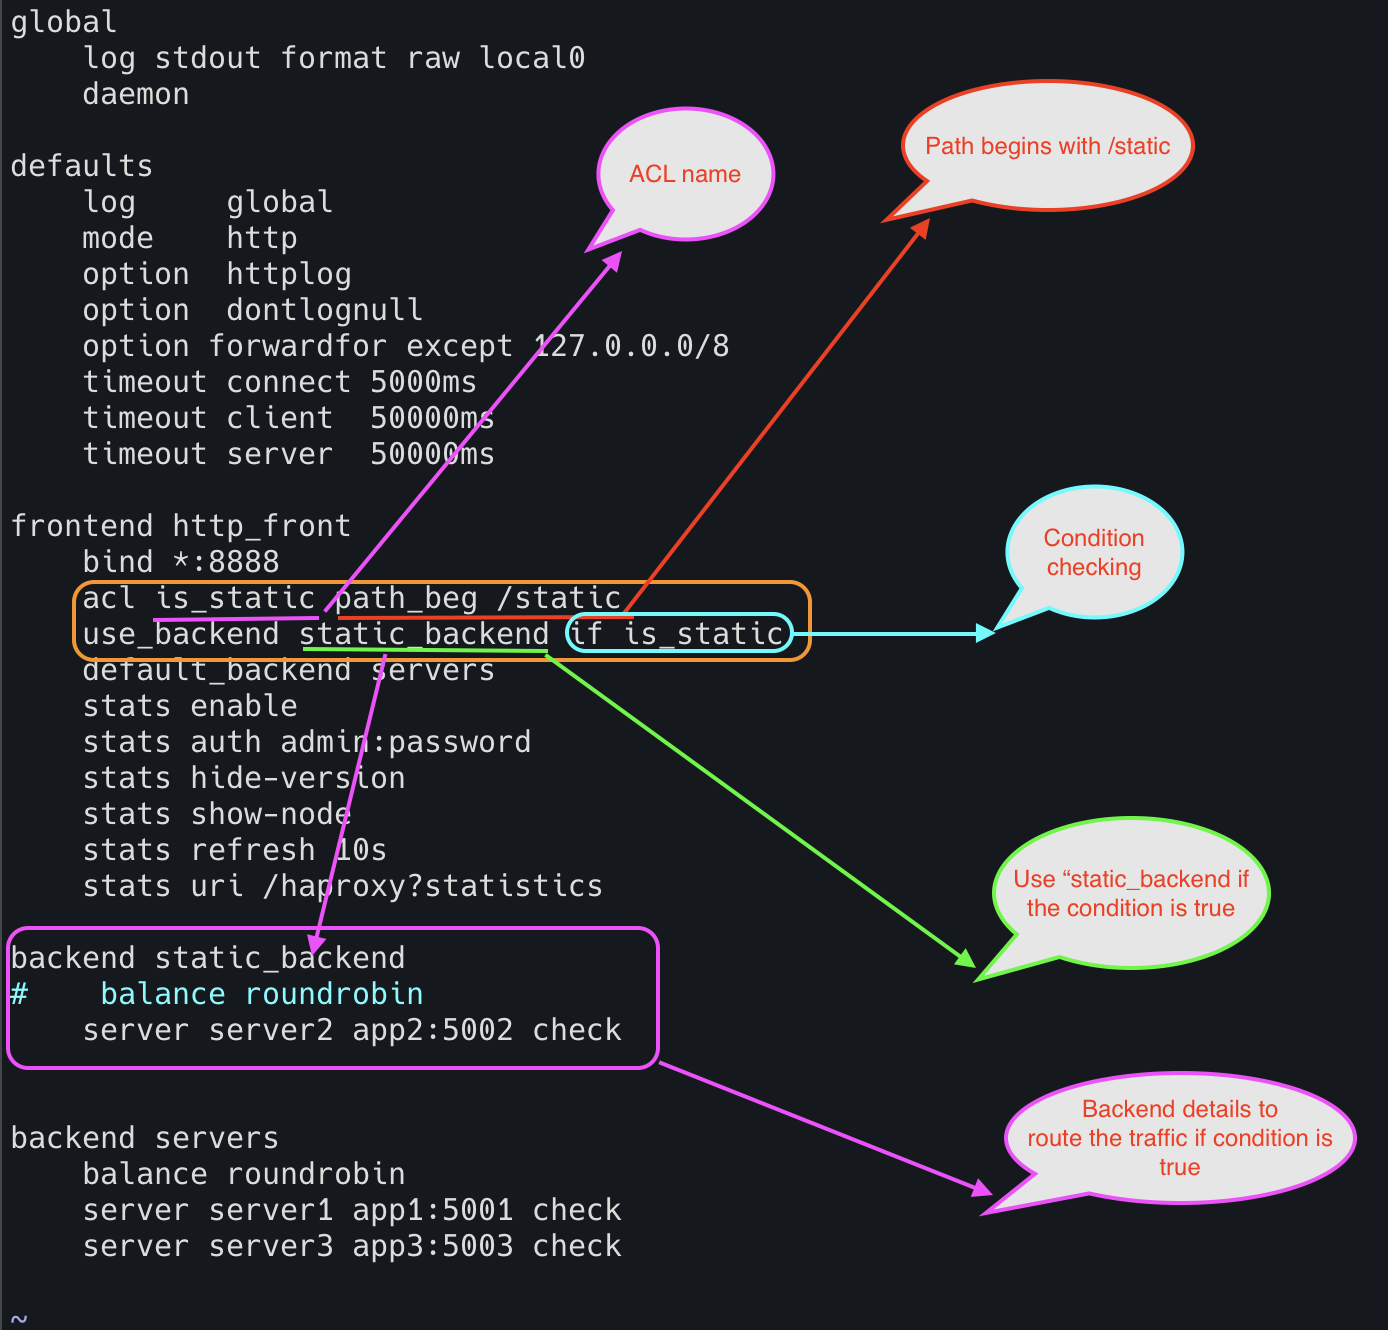 global
    log stdout format raw local0
    daemon

defaults
    log     global
    mode    http
    option  httplog
    option  dontlognull
    option forwardfor except 127.0.0.0/8
    timeout connect 5000ms
    timeout client  50000ms
    timeout server  50000ms

frontend http_front
    bind *:8888
    acl is_static path_beg /static
    use_backend static_backend if is_static
    default_backend servers
    stats enable
    stats auth admin:password
    stats hide-version
    stats show-node
    stats refresh 10s
    stats uri /haproxy?statistics

backend static_backend
#    balance roundrobin
    server server2 app2:5002 check

backend servers
    balance roundrobin
    server server1 app1:5001 check
    server server3 app3:5003 check

~
ACL name
Path begins with /static
Condition
checking
Use “static_backend if
the condition is true
Backend details to
route the traffic if condition is
true